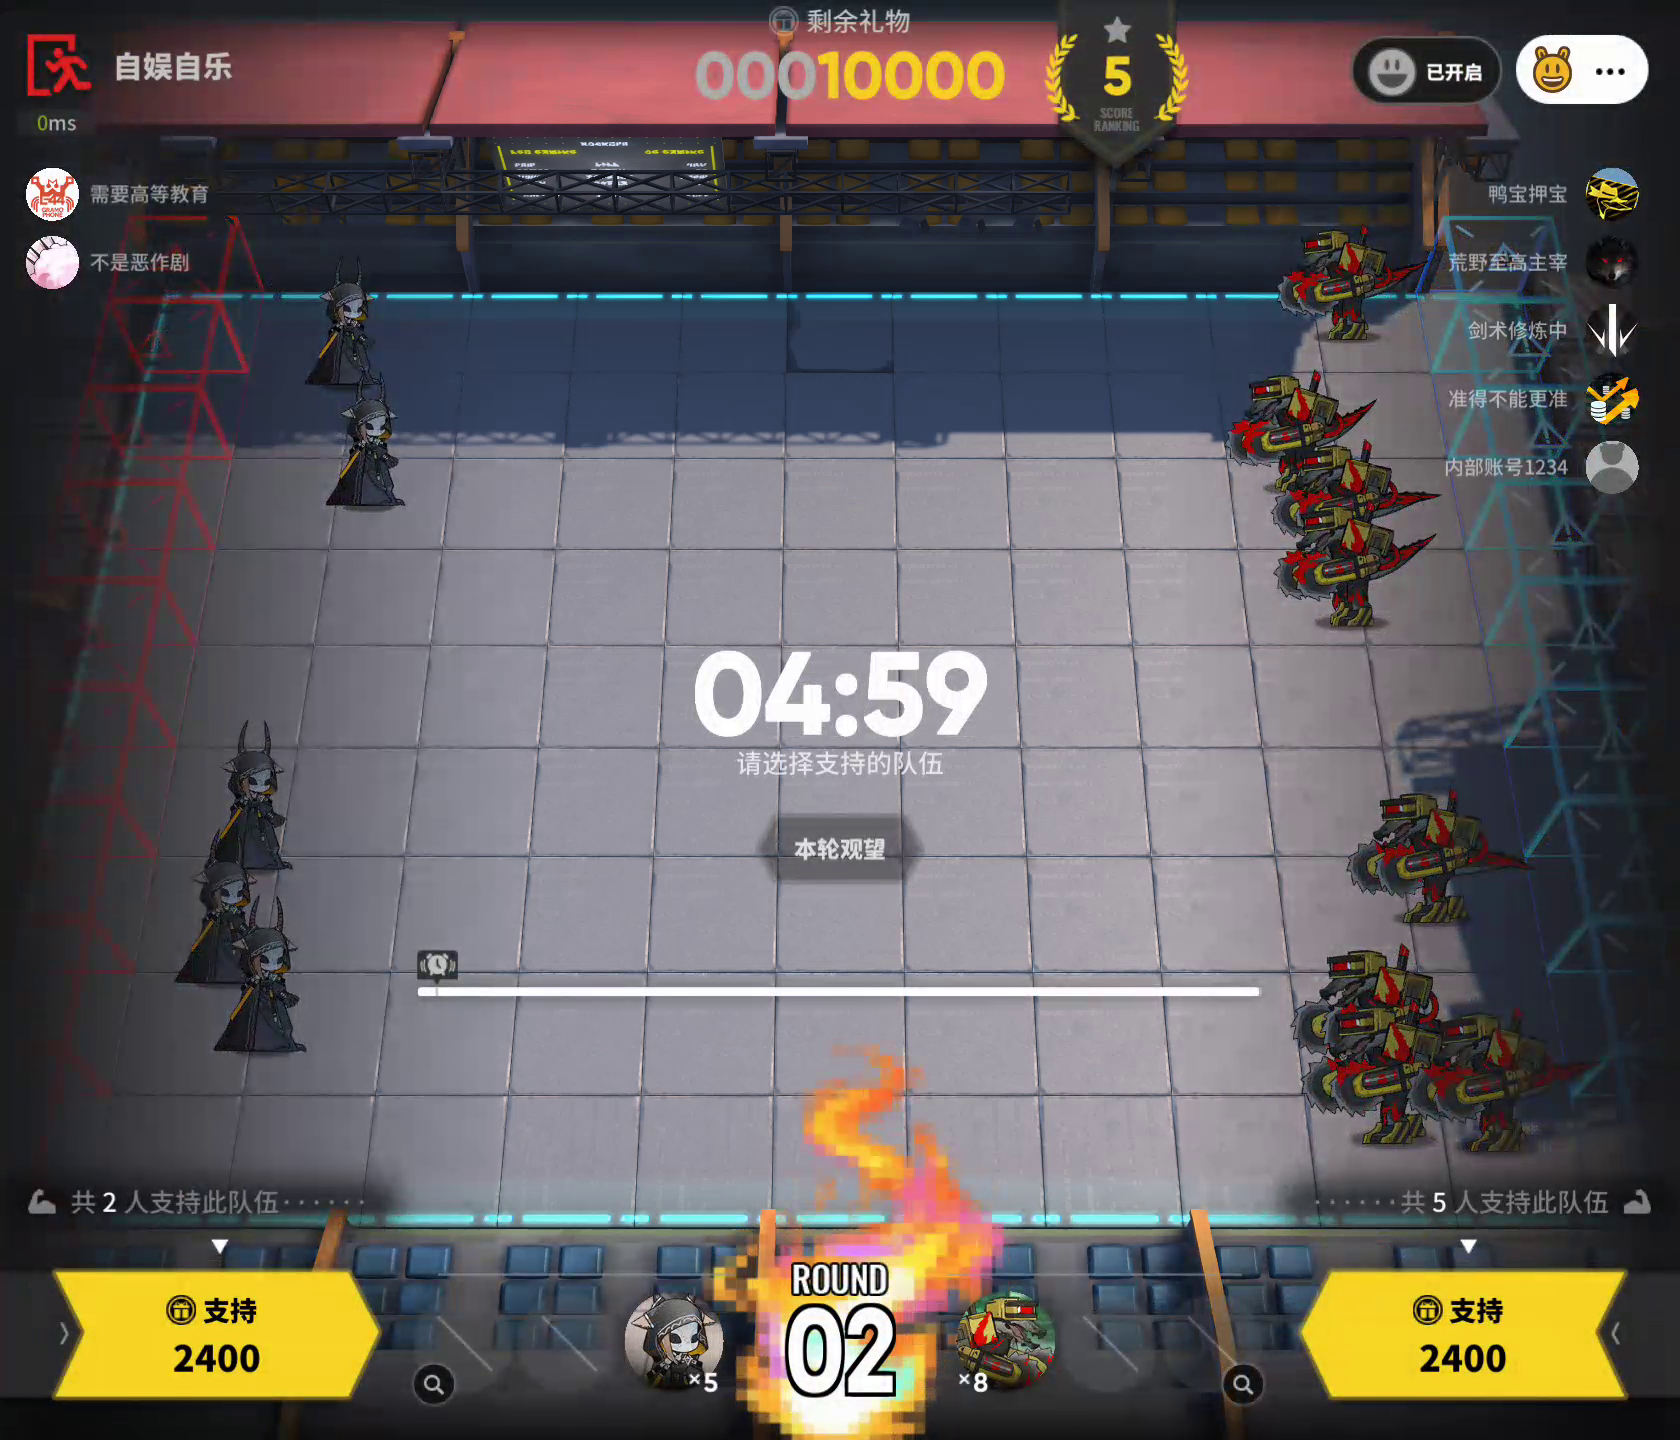 剩余礼物
自娱自乐
00010000
5
SCORE
RANKING
已开启
0ms
需要高等教育
不是恶作剧
鸭宝押宝
荒野至高主宰
剑术修炼中
准得不能更准
内部账号1234
04:59
请选择支持的队伍
本轮观望
共 2 人支持此队伍······
······共 5 人支持此队伍
支持
2400
×5
ROUND
02
×8
支持
2400